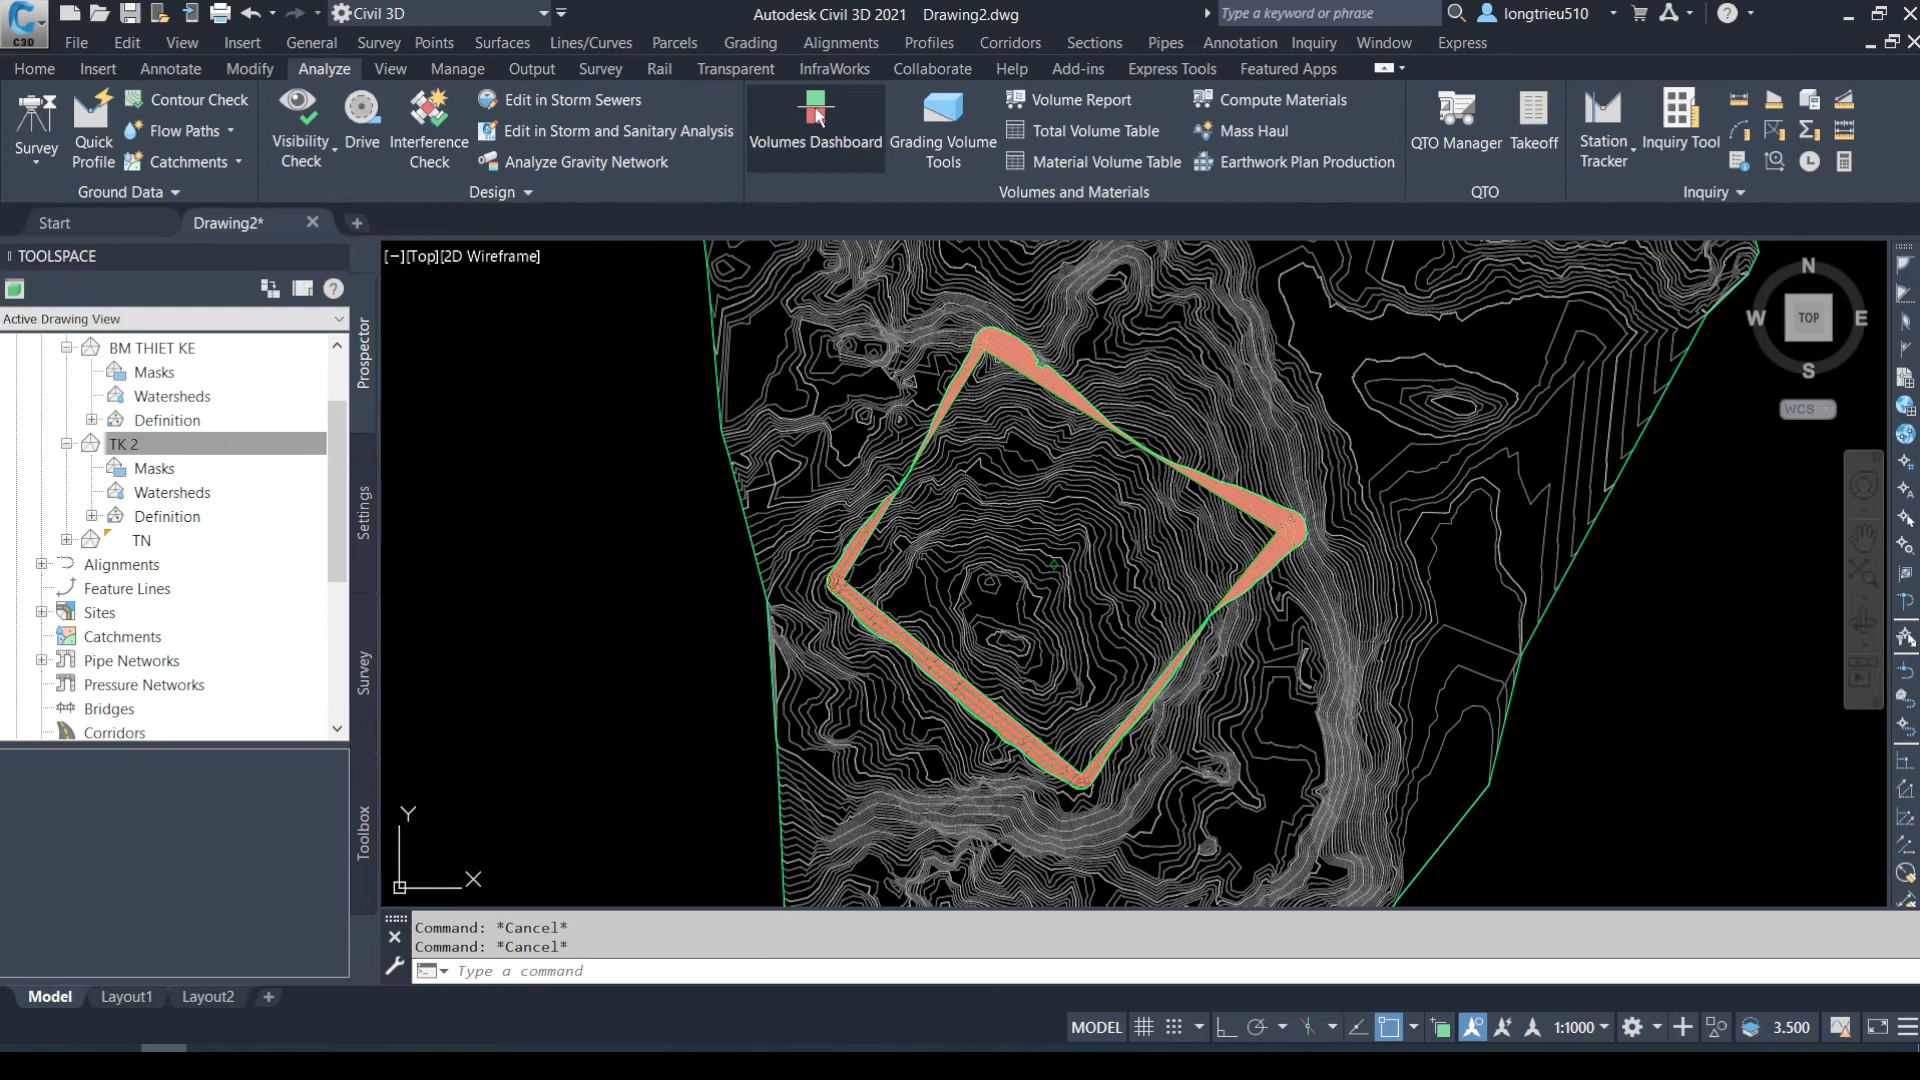 Civil 3D
Autodesk Civil 3D 2021 Drawing2.dwg
Type a keyword or phrase
longtrieu510
C3D
File Edit View Insert General Survey Points Surfaces Lines/Curves Parcels Grading Alignments Profiles Corridors Sections Pipes Annotation Inquiry Window Express
Home Insert Annotate Modify Analyze View Manage Output Survey Rail Transparent InfraWorks Collaborate Help Add-ins Express Tools Featured Apps
Survey
Quick Profile
Contour Check
Flow Paths
Catchments
Ground Data
Visibility Check
Drive
Interference Check
Edit in Storm Sewers
Edit in Storm and Sanitary Analysis
Analyze Gravity Network
Design
Volumes Dashboard
Grading Volume Tools
Volume Report
Total Volume Table
Material Volume Table
Compute Materials
Mass Haul
Earthwork Plan Production
Volumes and Materials
QTO Manager
Takeoff
QTO
Station Tracker
Inquiry Tool
Inquiry
Start
Drawing2*
TOOLSPACE
Active Drawing View
BM THIET KE
Masks
Watersheds
Definition
TK 2
Masks
Watersheds
Definition
TN
Alignments
Feature Lines
Sites
Catchments
Pipe Networks
Pressure Networks
Bridges
Corridors
Prospector
Settings
Survey
Toolbox
[−][Top][2D Wireframe]
N
W TOP E
S
WCS
Y
X
Command: *Cancel*
Command: *Cancel*
Type a command
Model Layout1 Layout2
MODEL 1:1000 3.500